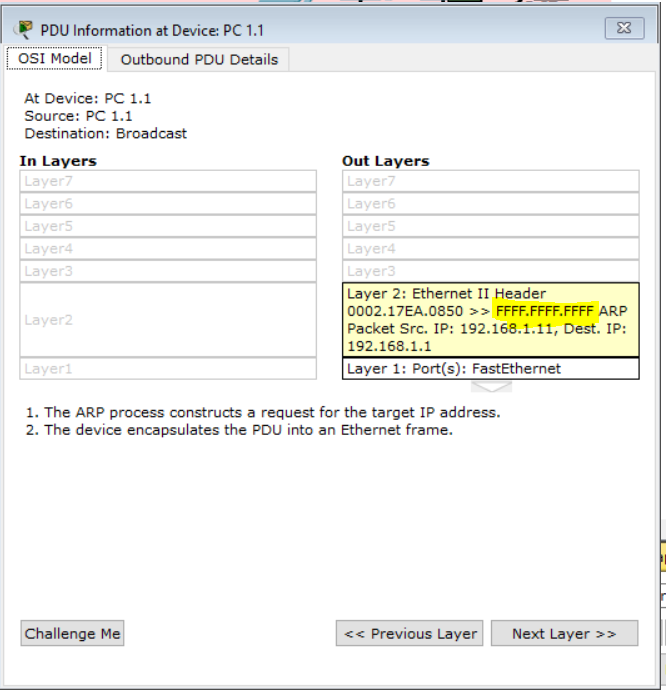 PDU Information at Device: PC 1.1
OSI Model
Outbound PDU Details
At Device: PC 1.1
Source: PC 1.1
Destination: Broadcast
In Layers
Out Layers
Layer7
Layer7
Layer6
Layer6
Layer5
Layer5
Layer4
Layer4
Layer3
Layer3
Layer2
Layer 2: Ethernet II Header
0002.17EA.0850 >> FFFF.FFFF.FFFF ARP
Packet Src. IP: 192.168.1.11, Dest. IP:
192.168.1.1
Layer1
Layer 1: Port(s): FastEthernet
1. The ARP process constructs a request for the target IP address.
2. The device encapsulates the PDU into an Ethernet frame.
Challenge Me
<< Previous Layer
Next Layer >>